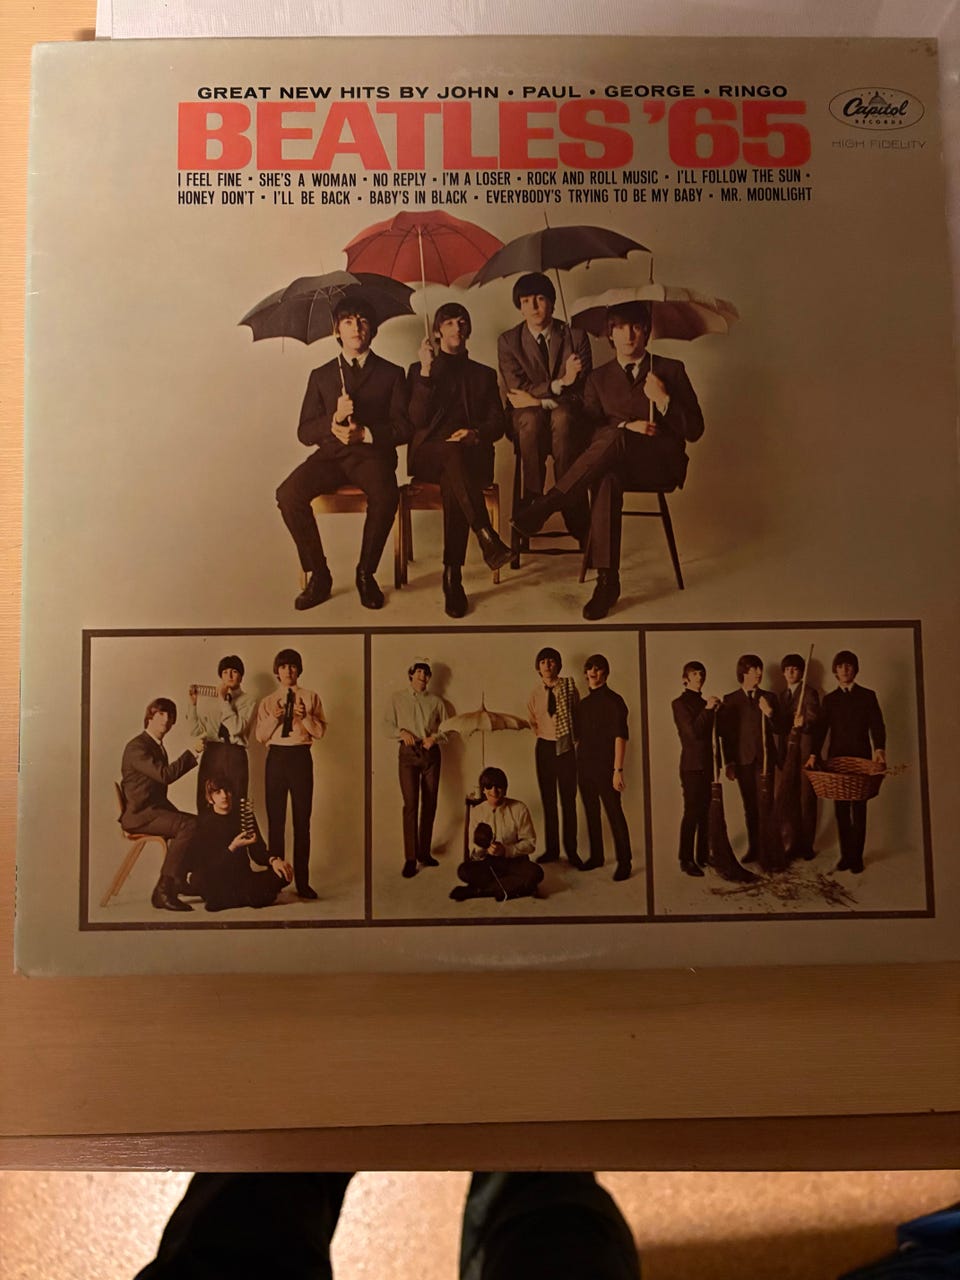 GREAT NEW HITS BY JOHN • PAUL • GEORGE • RINGO
BEATLES '65
Capitol
RECORDS
HIGH FIDELITY
I FEEL FINE • SHE'S A WOMAN • NO REPLY • I'M A LOSER • ROCK AND ROLL MUSIC • I'LL FOLLOW THE SUN •
HONEY DON'T • I'LL BE BACK • BABY'S IN BLACK • EVERYBODY'S TRYING TO BE MY BABY • MR. MOONLIGHT